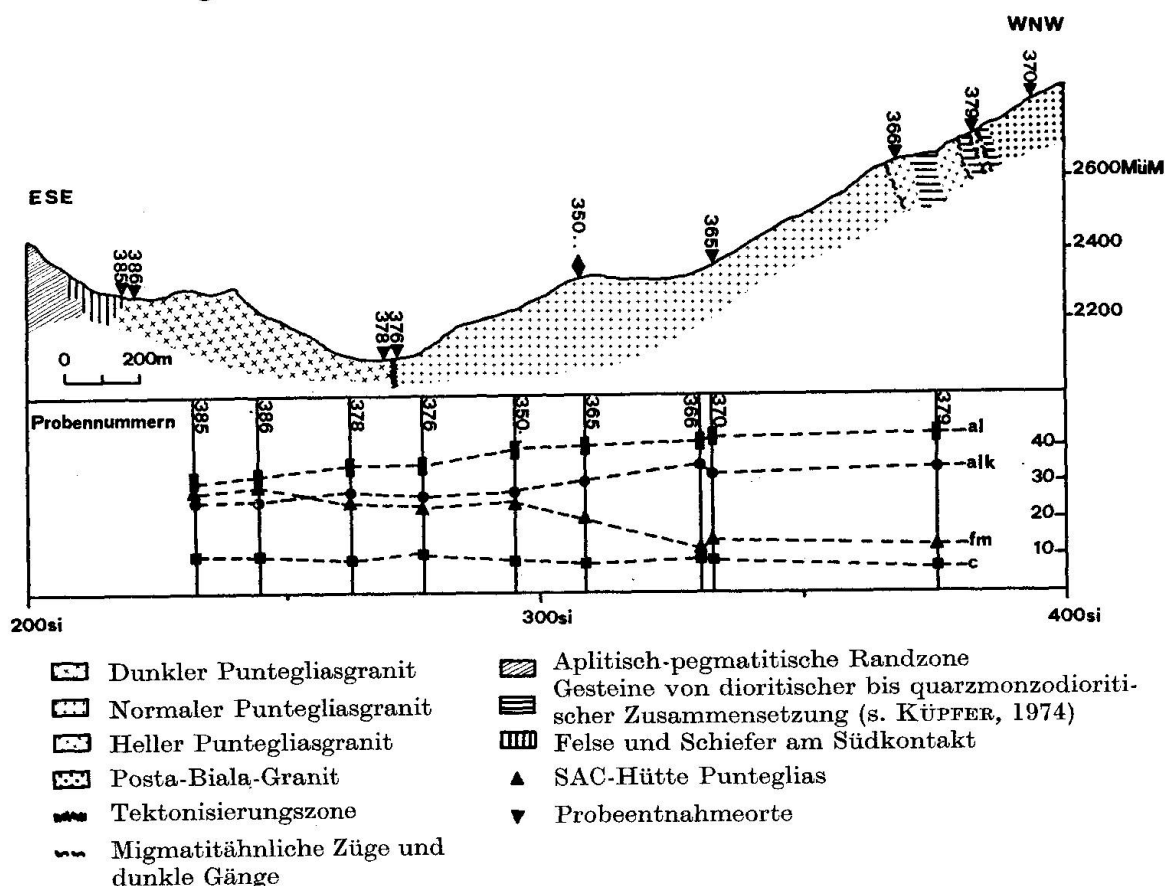 WNW
370
379
366
2600MüM
ESE
350.
365
2400
385
386
378
376
2200
0 200m
Probennummern
385
386
378.
376
350.
365
366
370.
379
al
40
alk
30
20
fm
10
c
200si
300si
400si
Dunkler Puntegliasgranit
Normaler Puntegliasgranit
Heller Puntegliasgranit
Posta-Biala-Granit
Tektonisierungszone
Migmatitähnliche Züge und
dunkle Gänge
Aplitisch-pegmatitische Randzone
Gesteine von dioritischer bis quarzmonzodioriti-
scher Zusammensetzung (s. KÜPFER, 1974)
Felse und Schiefer am Südkontakt
SAC-Hütte Punteglias
Probeentnahmeorte